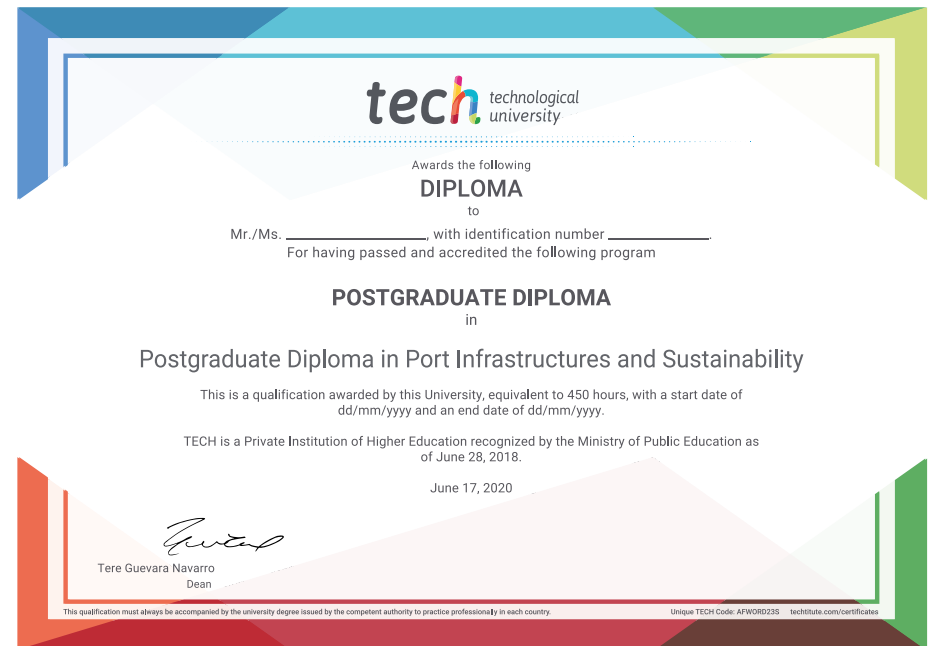 tech technological
university
Awards the following
DIPLOMA
to
Mr./Ms. ____________________, with identification number ______________.
For having passed and accredited the following program
POSTGRADUATE DIPLOMA
in
Postgraduate Diploma in Port Infrastructures and Sustainability
This is a qualification awarded by this University, equivalent to 450 hours, with a start date of
dd/mm/yyyy and an end date of dd/mm/yyyy.
TECH is a Private Institution of Higher Education recognized by the Ministry of Public Education as
of June 28, 2018.
June 17, 2020
Tere Guevara Navarro
Dean
This qualification must always be accompanied by the university degree issued by the competent authority to practice professionally in each country. Unique TECH Code: AFWORD23S techtitute.com/certificates